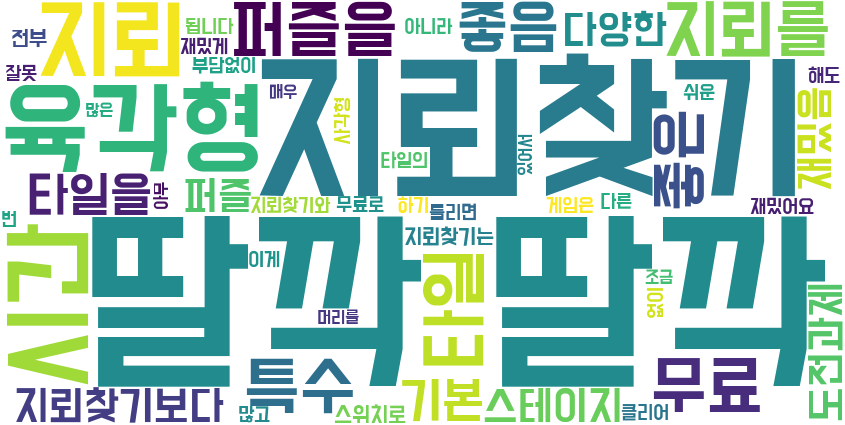 전부
지뢰
됩니다
재밌게
퍼즐을
아니라
좋음
다양한
지뢰를
잘못
부담없이
해도
육각형
많은
매우
지뢰찾기
사각형
쉬운
좋은
재밌음
타일의
있어서
타일을
못
퍼즐
지뢰찾기와
무료로
하기
틀리면
게임은
다른
재밌어요
번
시간
딸깍딸깍
이게
지뢰찾기는
타일
조금
없이
머리를
도전과제
지뢰찾기보다
특수
많고
스위치로
기본
스테이지
클리어
무료